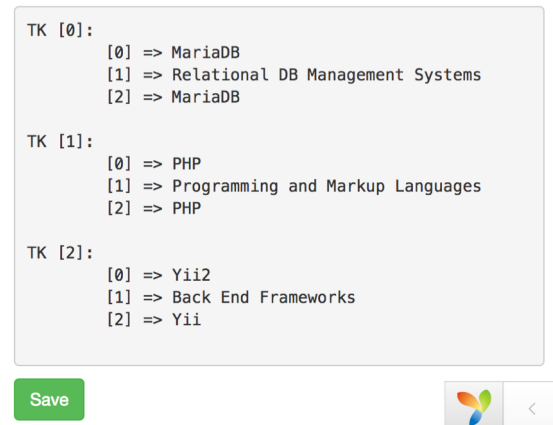 TK [0]:
[0] => MariaDB
[1] => Relational DB Management Systems
[2] => MariaDB
TK [1]:
[0] => PHP
[1] => Programming and Markup Languages
[2] => PHP
TK [2]:
[0] => Yii2
[1] => Back End Frameworks
[2] => Yii
Save